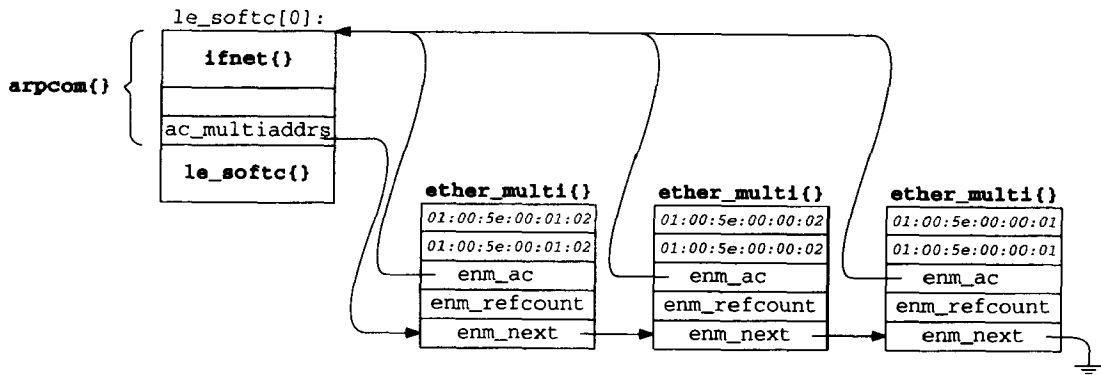 le_softc[0]:
ifnet{}
arpcom{}
ac_multiaddrs
le_softc{}
ether_multi{}
01:00:5e:00:01:02
01:00:5e:00:01:02
enm_ac
enm_refcount
enm_next
ether_multi{}
01:00:5e:00:00:02
01:00:5e:00:00:02
enm_ac
enm_refcount
enm_next
ether_multi{}
01:00:5e:00:00:01
01:00:5e:00:00:01
enm_ac
enm_refcount
enm_next